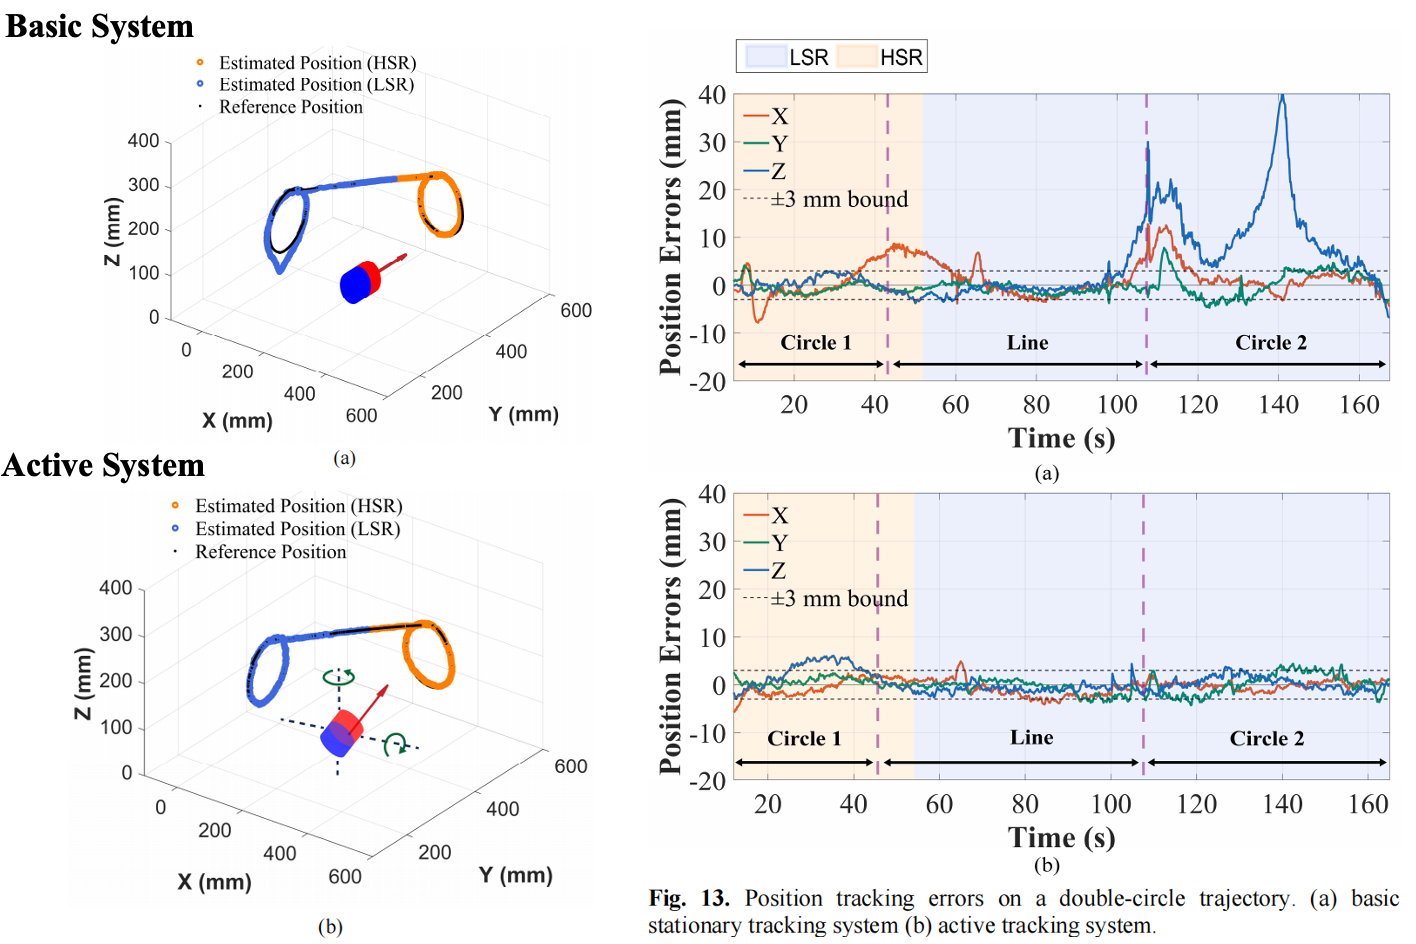 Basic System
Estimated Position (HSR)
Estimated Position (LSR)
Reference Position
400
300
200
100
0
Z (mm)
0
200
400
600
X (mm)
200
400
600
Y (mm)
(a)
LSR HSR
X
Y
Z
±3 mm bound
40
30
20
10
0
-10
-20
Position Errors (mm)
Circle 1 Line Circle 2
20 40 60 80 100 120 140 160
Time (s)
(a)
Active System
Estimated Position (HSR)
Estimated Position (LSR)
Reference Position
400
300
200
100
0
Z (mm)
0
200
400
600
X (mm)
200
400
600
Y (mm)
(b)
X
Y
Z
±3 mm bound
40
30
20
10
0
-10
-20
Position Errors (mm)
Circle 1 Line Circle 2
20 40 60 80 100 120 140 160
Time (s)
(b)
Fig. 13. Position tracking errors on a double-circle trajectory. (a) basic
stationary tracking system (b) active tracking system.